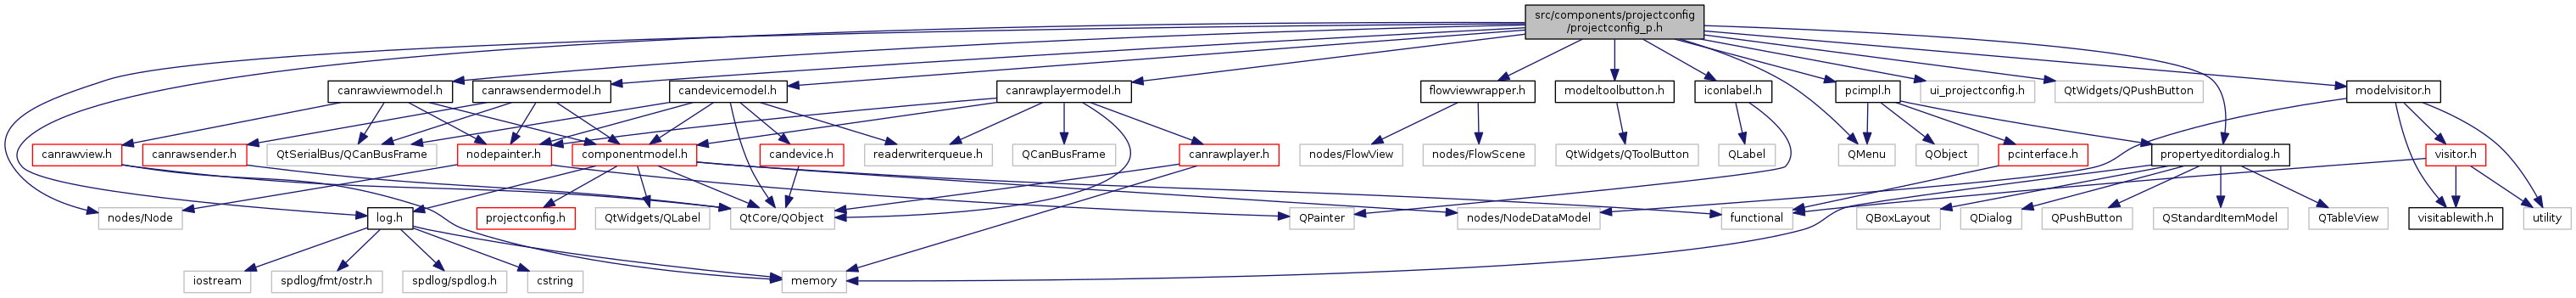 src/components/projectconfig
/projectconfig_p.h
canrawviewmodel.h
canrawsendermodel.h
candevicemodel.h
canrawplayermodel.h
flowviewwrapper.h
modeltoolbutton.h
iconlabel.h
pcimpl.h
ui_projectconfig.h
QtWidgets/QPushButton
modelvisitor.h
canrawview.h
canrawsender.h
QtSerialBus/QCanBusFrame
nodepainter.h
componentmodel.h
candevice.h
readerwriterqueue.h
QCanBusFrame
canrawplayer.h
nodes/FlowView
nodes/FlowScene
QtWidgets/QToolButton
QLabel
QMenu
QObject
pcinterface.h
propertyeditordialog.h
visitor.h
nodes/Node
log.h
projectconfig.h
QtWidgets/QLabel
QtCore/QObject
QPainter
nodes/NodeDataModel
functional
QBoxLayout
QDialog
QPushButton
QStandardItemModel
QTableView
visitablewith.h
utility
iostream
spdlog/fmt/ostr.h
spdlog/spdlog.h
cstring
memory